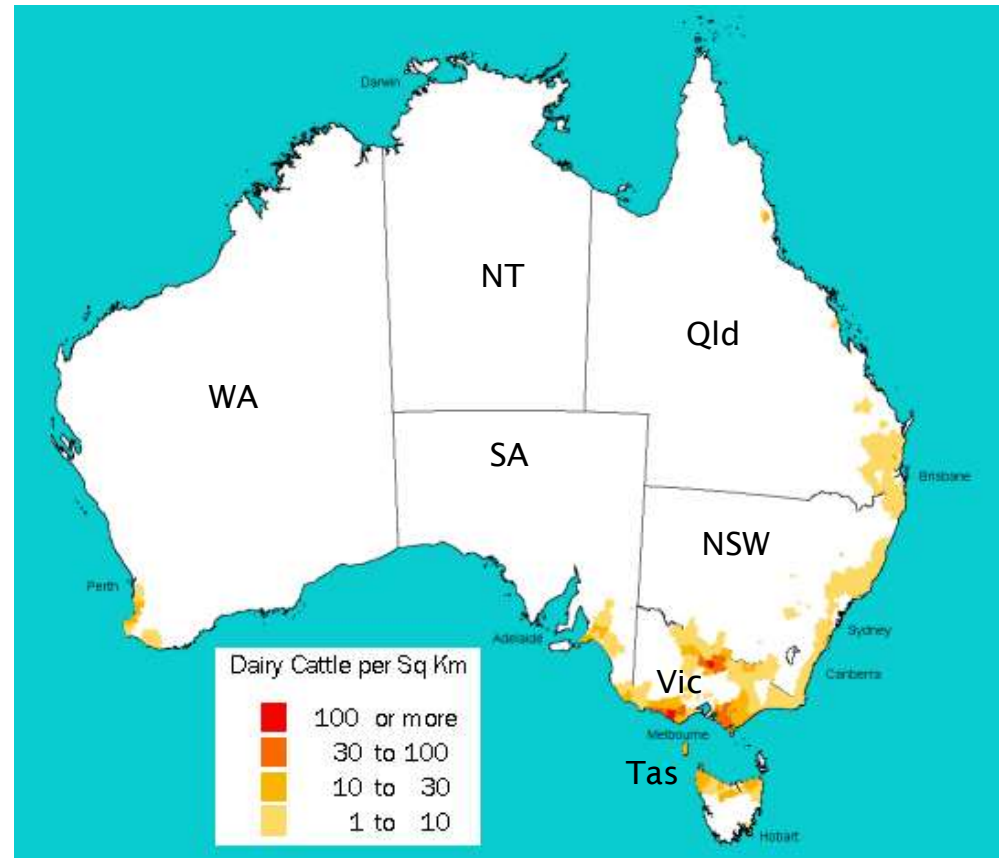 Darwin
NT
Qld
WA
SA
Brisbane
NSW
Perth
Adelaide
Sydney
Canberra
Vic
Melbourne
Tas
Hobart
Dairy Cattle per Sq Km
100 or more
30 to 100
10 to 30
1 to 10